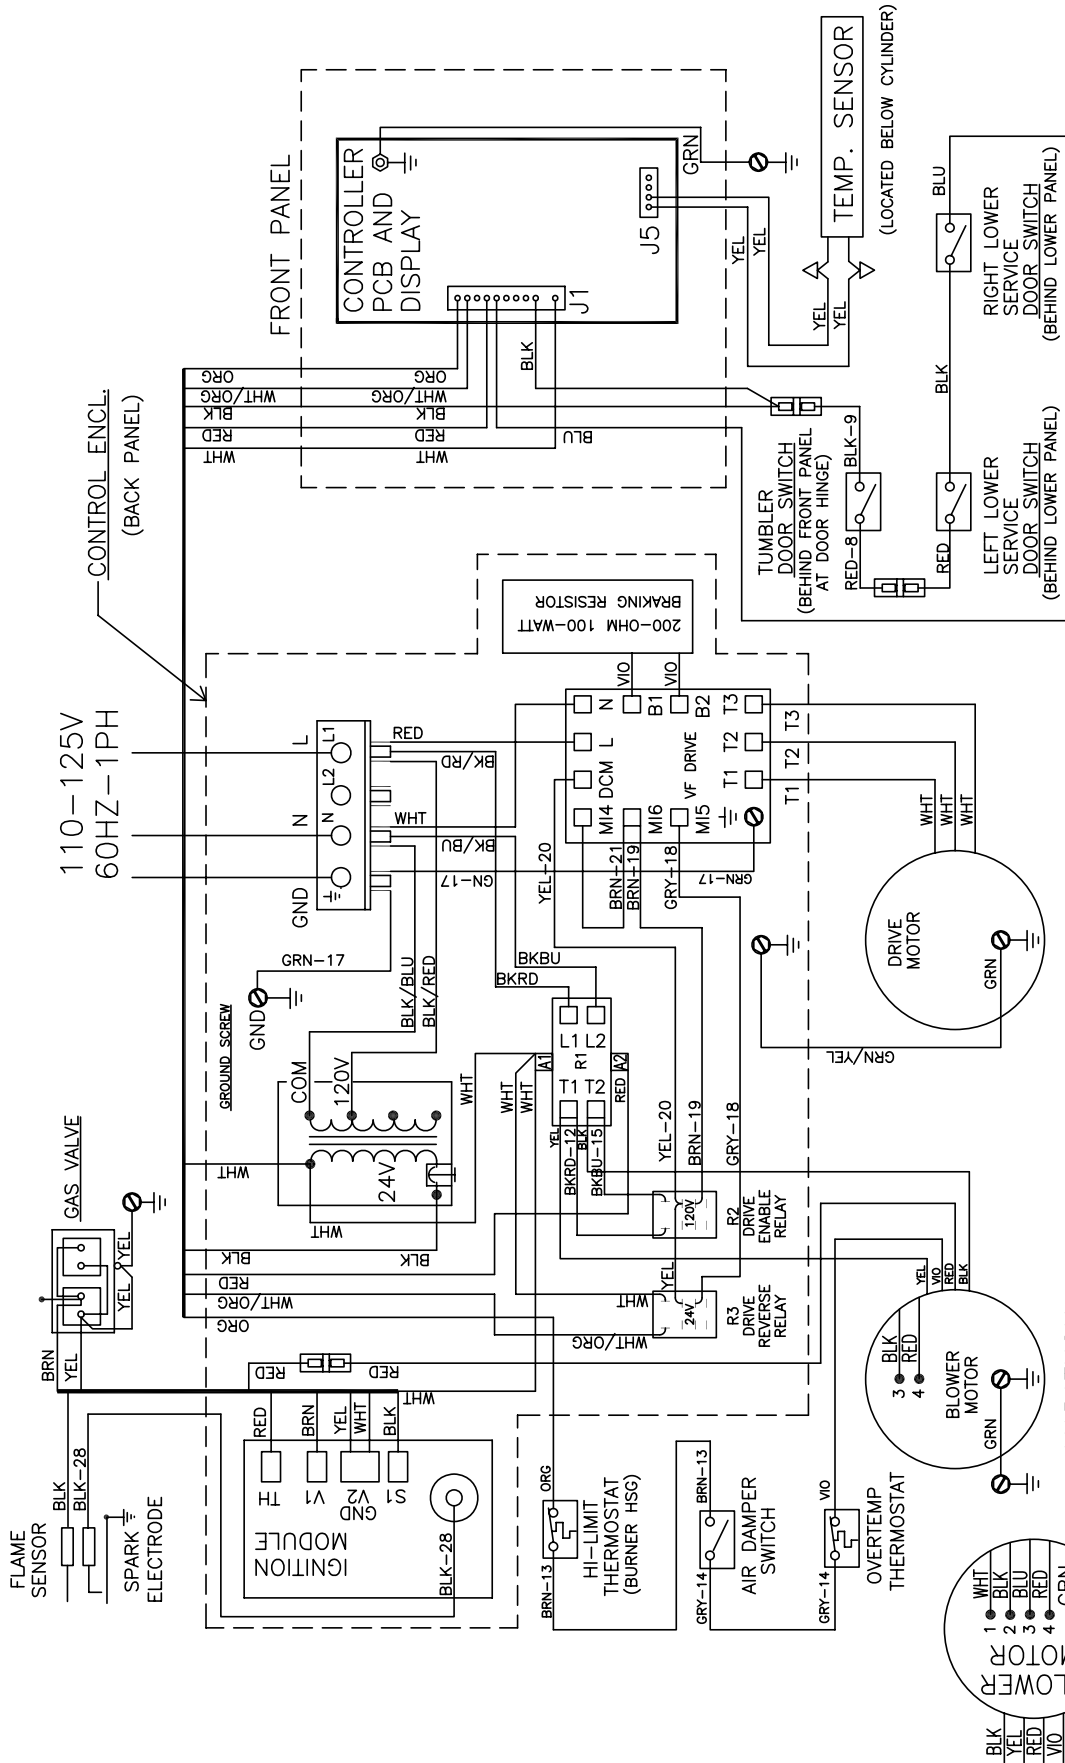 CONTROL ENCL.
(BACK PANEL)
110-125V
60HZ-1PH
FRONT PANEL
CONTROLLER
PCB AND
DISPLAY
J1
J5
GRN
TEMP. SENSOR
(LOCATED BELOW CYLINDER)
YEL
YEL
YEL
YEL
ORG
WHT/ORG
BLK
RED
WHT
ORG
WHT/ORG
BLK
RED
WHT
BLU
BLK
TUMBLER
DOOR SWITCH
(BEHIND FRONT PANEL
AT DOOR HINGE)
BLK-9
RED-8
LEFT LOWER
SERVICE
DOOR SWITCH
(BEHIND LOWER PANEL)
RED
BLK
RIGHT LOWER
SERVICE
DOOR SWITCH
(BEHIND LOWER PANEL)
BLU
GND
N
L
N
L2
L1
RED
BK/RD
WHT
BK/BU
GN-17
GRN-17
GND
GROUND SCREW
BLK/BLU
BLK/RED
200-OHM 100-WATT
BRAKING RESISTOR
VIO
VIO
MI4
DCM
L
N
MI6
B1
MI5
B2
VF DRIVE
T1
T2
T3
T1
T2
T3
YEL-20
BRN-21
BRN-19
GRY-18
GRN-17
WHT
WHT
WHT
DRIVE
MOTOR
GRN
GRN/YEL
COM
120V
24V
WHT
WHT
WHT
WHT
WHT
BKRD
BKBU
L1
L2
A1
R1
A2
T1
T2
RED
YEL
BKRD-12
BLK
BKBU-15
YEL-20
BRN-19
GRY-18
120V
R2
DRIVE
ENABLE
RELAY
YEL
WHT
24V
R3
DRIVE
REVERSE
RELAY
WHT/ORG
GAS VALVE
BRN
YEL
YEL
YEL
BLK
BLK
RED
WHT/ORG
ORG
RED
RED
WHT
FLAME
SENSOR
BLK
BLK-28
SPARK
ELECTRODE
RED
BRN
YEL
WHT
BLK
TH
V1
V2
GND
S1
IGNITION
MODULE
BLK-28
ORG
HI-LIMIT
THERMOSTAT
(BURNER HSG)
BRN-13
BRN-13
AIR DAMPER
SWITCH
GRY-14
VIO
OVERTEMP
THERMOSTAT
GRY-14
YEL
VIO
RED
BLK
BLK
RED
3
4
BLOWER
MOTOR
GRN
WHT
BLK
BLU
RED
1
2
3
4
BLK
YEL
RED
VIO